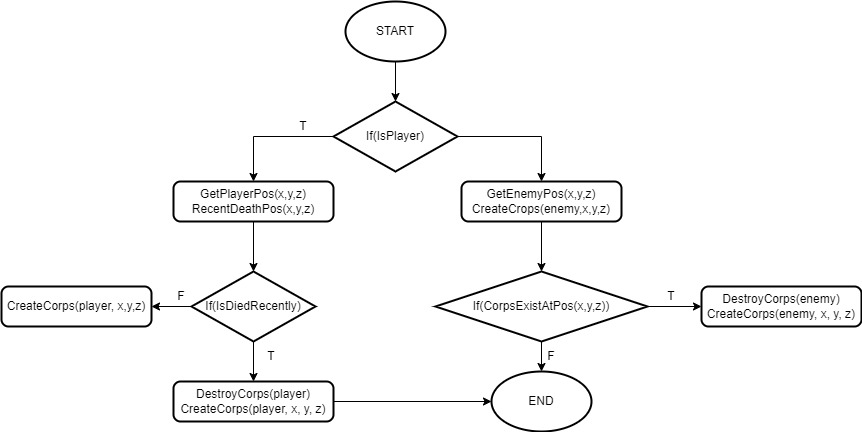 START
If(IsPlayer)
T
GetPlayerPos(x,y,z)
RecentDeathPos(x,y,z)
GetEnemyPos(x,y,z)
CreateCrops(enemy,x,y,z)
CreateCorps(player, x,y,z)
F
If(IsDiedRecently)
If(CorpsExistAtPos(x,y,z))
T
DestroyCorps(enemy)
CreateCorps(enemy, x, y, z)
T
F
DestroyCorps(player)
CreateCorps(player, x, y, z)
END